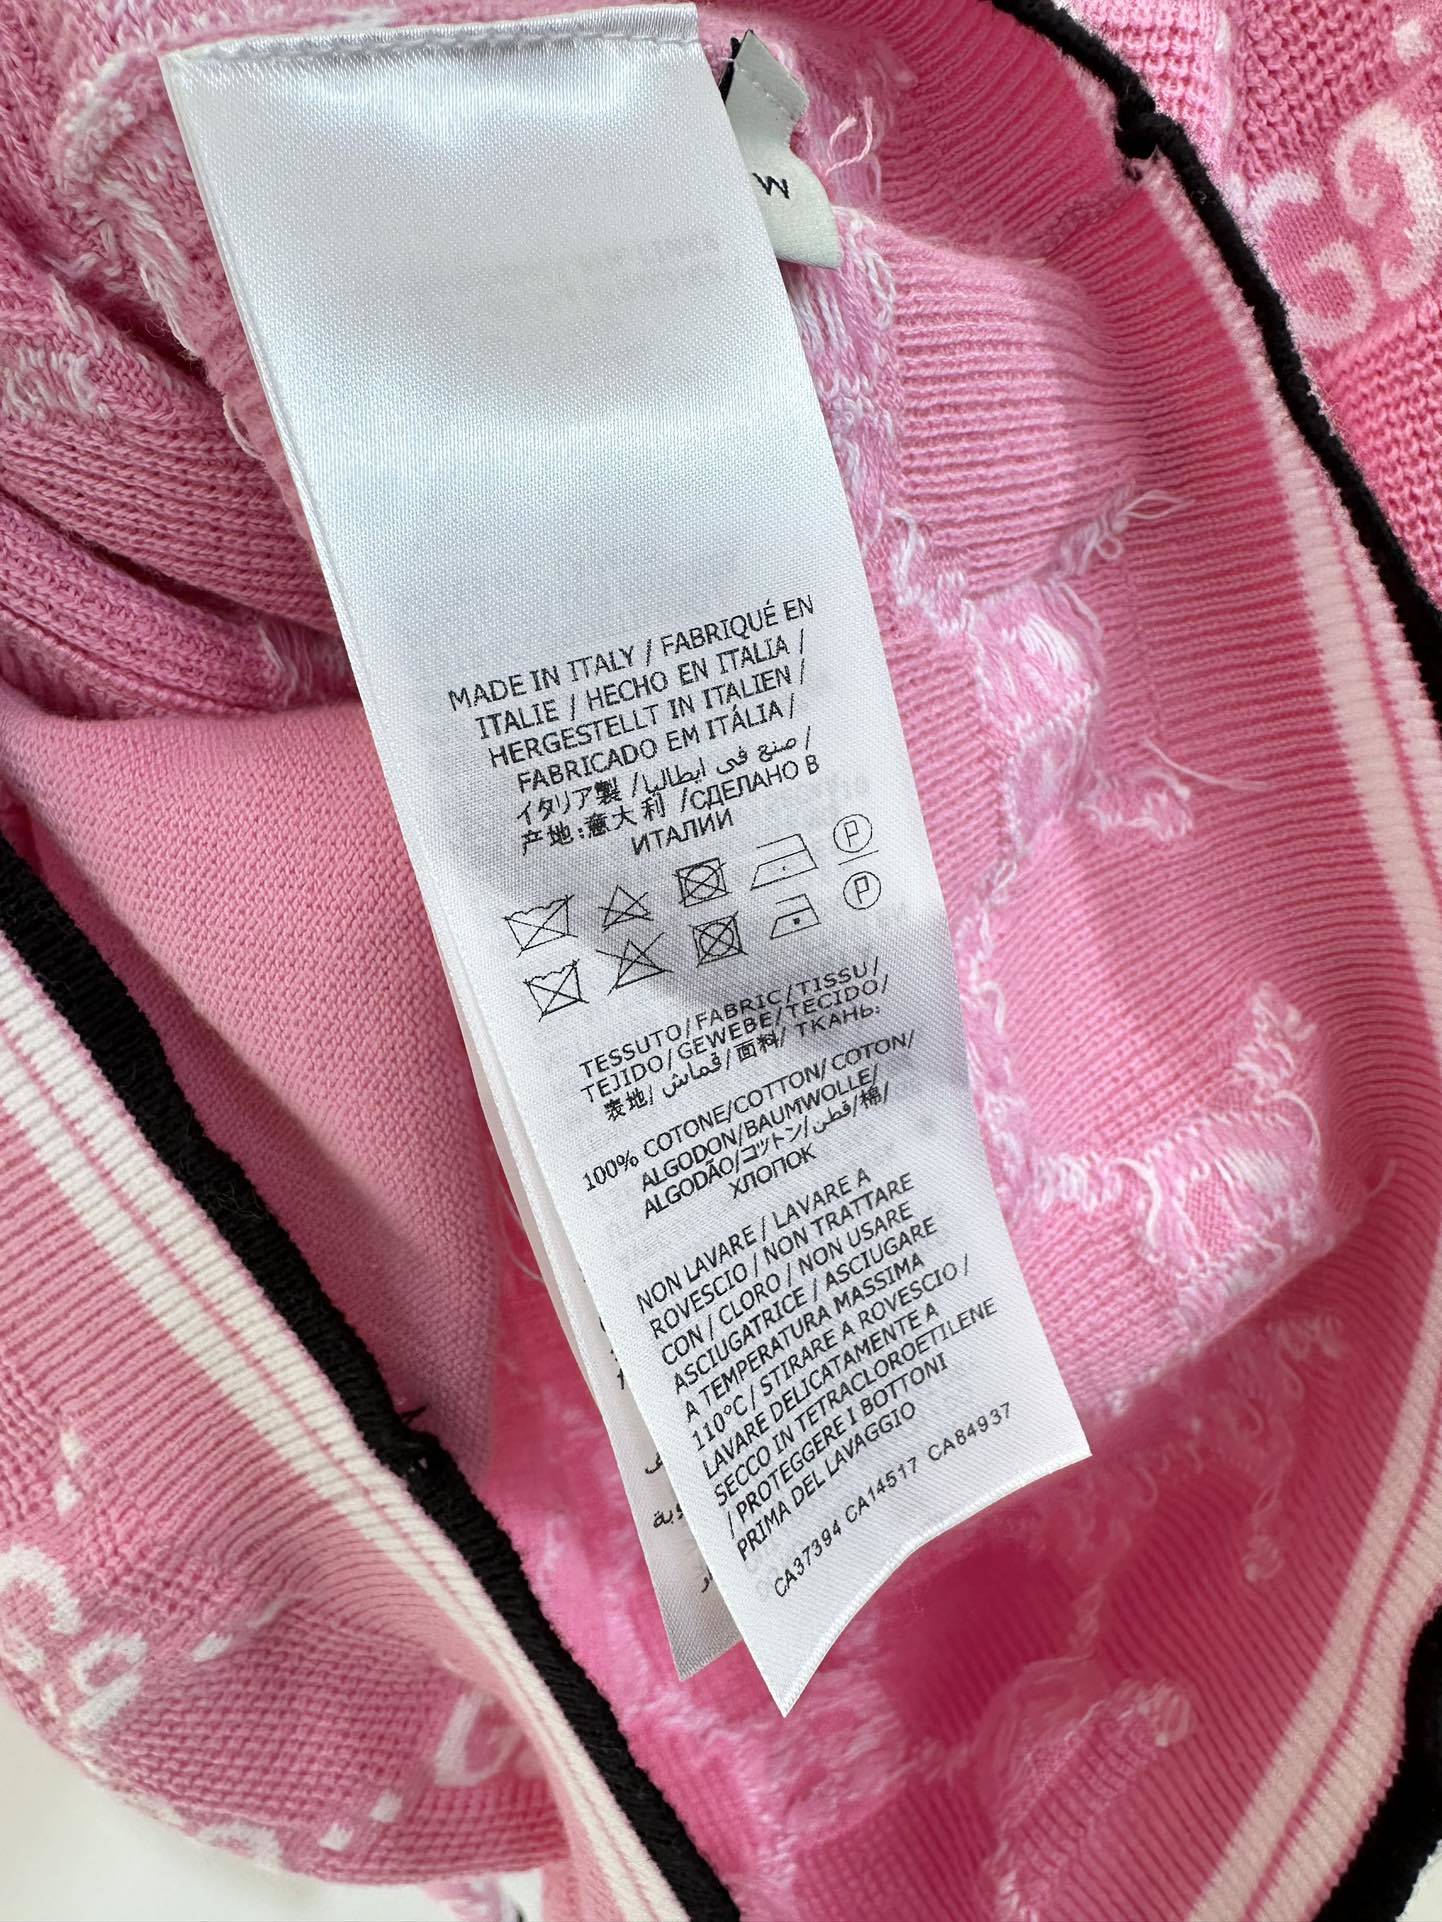 M
MADE IN ITALY / FABRIQUÉ EN
ITALIE / HECHO EN ITALIA /
HERGESTELLT IN ITALIEN /
FABRICADO EM ITÁLIA /
イタリア製 / صنع في ايطاليا /
产地:意大利 /СДЕЛАНО В
ИТАЛИИ
P
P
TESSUTO/FABRIC/TISSU/
TEJIDO/GEWEBE/TECIDO/
表地/ قماش/面料/ ТКАНЬ:
100% COTONE/COTTON/COTON/
ALGODON/BAUMWOLLE/
ALGODÃO/コットン/قطن/棉/
ХЛОПОК
NON LAVARE / LAVARE A
ROVESCIO / NON TRATTARE
CON / CLORO / NON USARE
ASCIUGATRICE / ASCIUGARE
A TEMPERATURA MASSIMA
110°C / STIRARE A ROVESCIO /
LAVARE DELICATAMENTE A
SECCO IN TETRACLOROETILENE
/ PROTEGGERE I BOTTONI
PRIMA DEL LAVAGGIO
CA37394 CA14517 CA84937